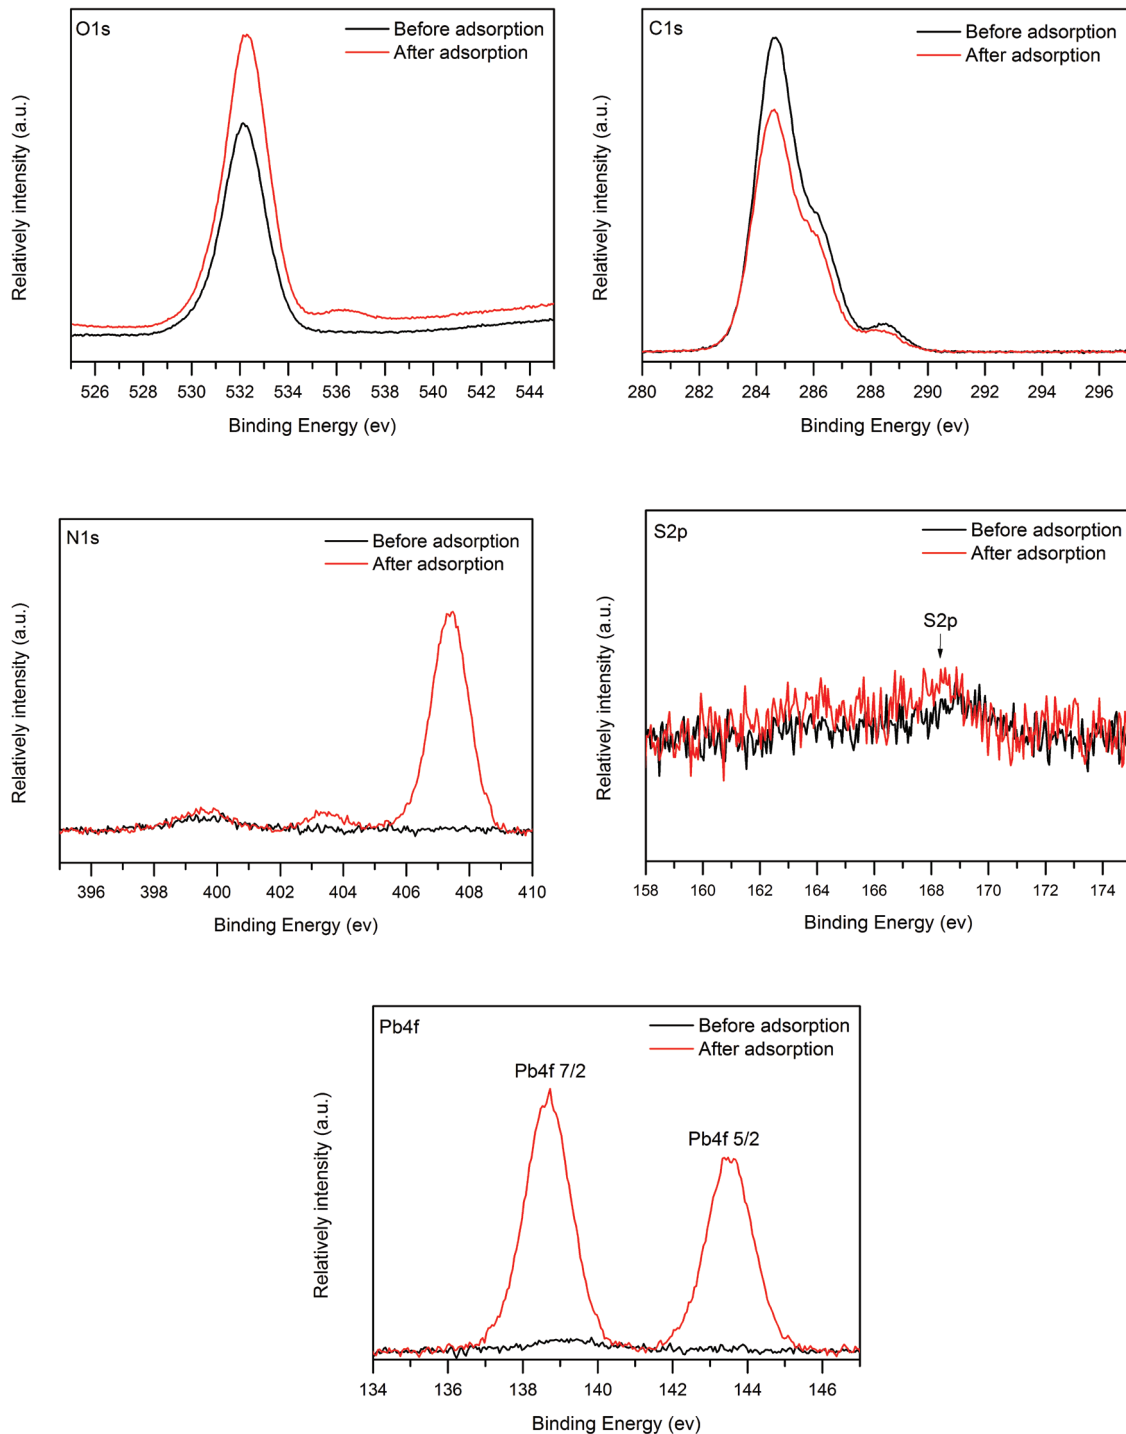 O1s
Before adsorption
After adsorption
Relatively intensity (a.u.)
526 528 530 532 534 536 538 540 542 544
Binding Energy (ev)
C1s
Before adsorption
After adsorption
Relatively intensity (a.u.)
280 282 284 286 288 290 292 294 296
Binding Energy (ev)
N1s
Before adsorption
After adsorption
Relatively intensity (a.u.)
396 398 400 402 404 406 408 410
Binding Energy (ev)
S2p
Before adsorption
After adsorption
S2p
Relatively intensity (a.u.)
158 160 162 164 166 168 170 172 174
Binding Energy (ev)
Pb4f
Before adsorption
After adsorption
Pb4f 7/2
Pb4f 5/2
Relatively intensity (a.u.)
134 136 138 140 142 144 146
Binding Energy (ev)